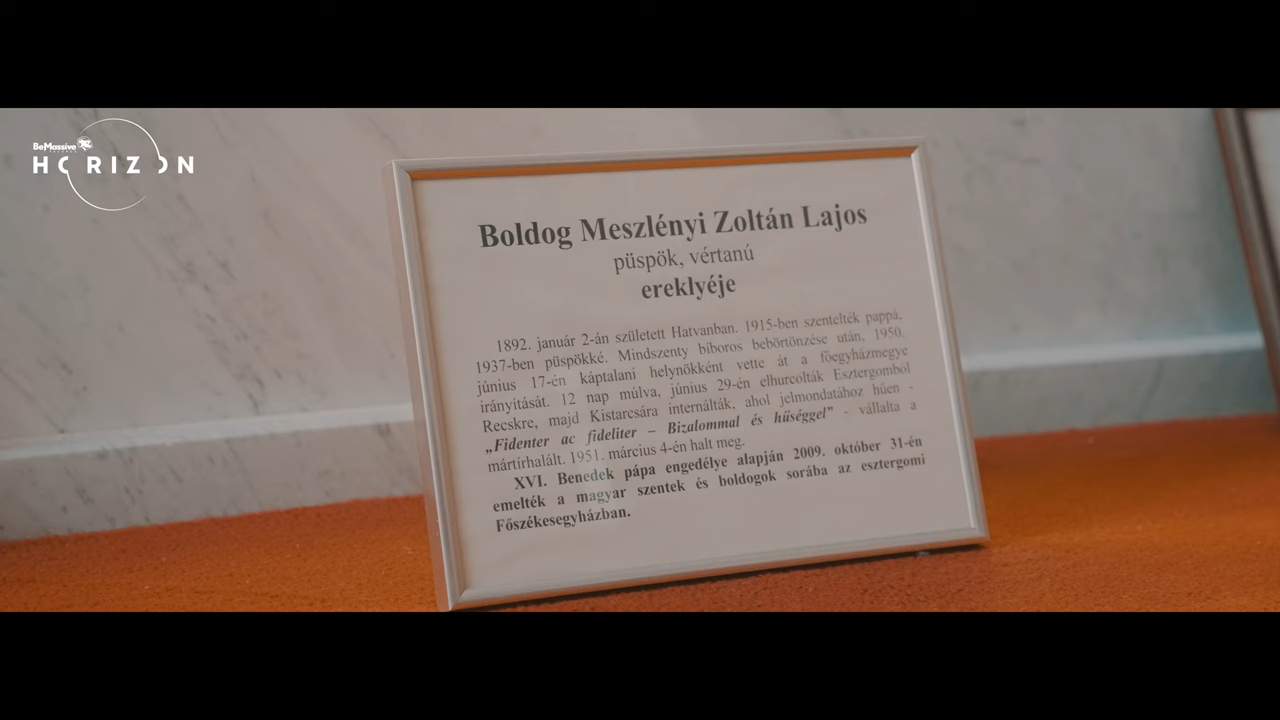 BeMassive
HORIZON
Boldog Meszlényi Zoltán Lajos
püspök, vértanú
ereklyéje
1892. január 2-án született Hatvanban. 1915-ben szentelték pappá,
1937-ben püspökké. Mindszenty bíboros bebörtönzése után, 1950.
június 17-én káptalani helynökként vette át a főegyházmegye
irányítását. 12 nap múlva, június 29-én elhurcolták Esztergomból
Recskre, majd Kistarcsára internálták, ahol jelmondatához hűen -
„Fidenter ac fideliter – Bizalommal és hűséggel” - vállalta a
mártírhalált. 1951. március 4-én halt meg.
XVI. Benedek pápa engedélye alapján 2009. október 31-én
emelték a magyar szentek és boldogok sorába az esztergomi
Főszékesegyházban.